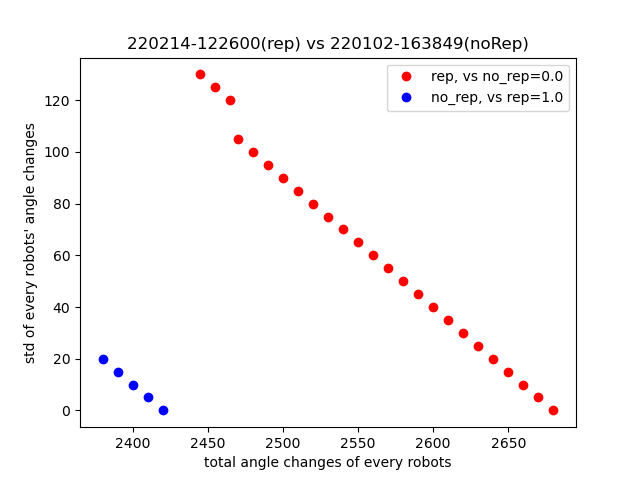 220214-122600(rep) vs 220102-163849(noRep)
rep, vs no_rep=0.0
no_rep, vs rep=1.0
std of every robots' angle changes
120
100
80
60
40
20
0
2400 2450 2500 2550 2600 2650
total angle changes of every robots